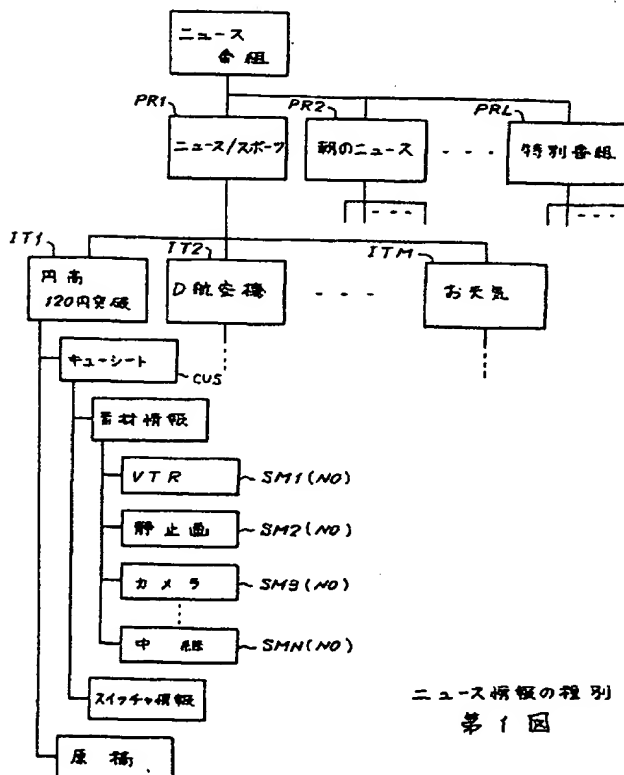 ニュース
番組
PR1
PR2
PRL
ニュース/スポーツ
朝のニュース
- - -
特別番組
- - -
- - -
IT1
IT2
ITM
円高
120円突破
D航空機
- - -
お天気
キューシート
CUS
素材情報
VTR
SM1(NO)
静止画
SM2(NO)
カメラ
SM3(NO)
中継
SMN(NO)
スイッチャ情報
原稿
ニュース情報の種別
第1図